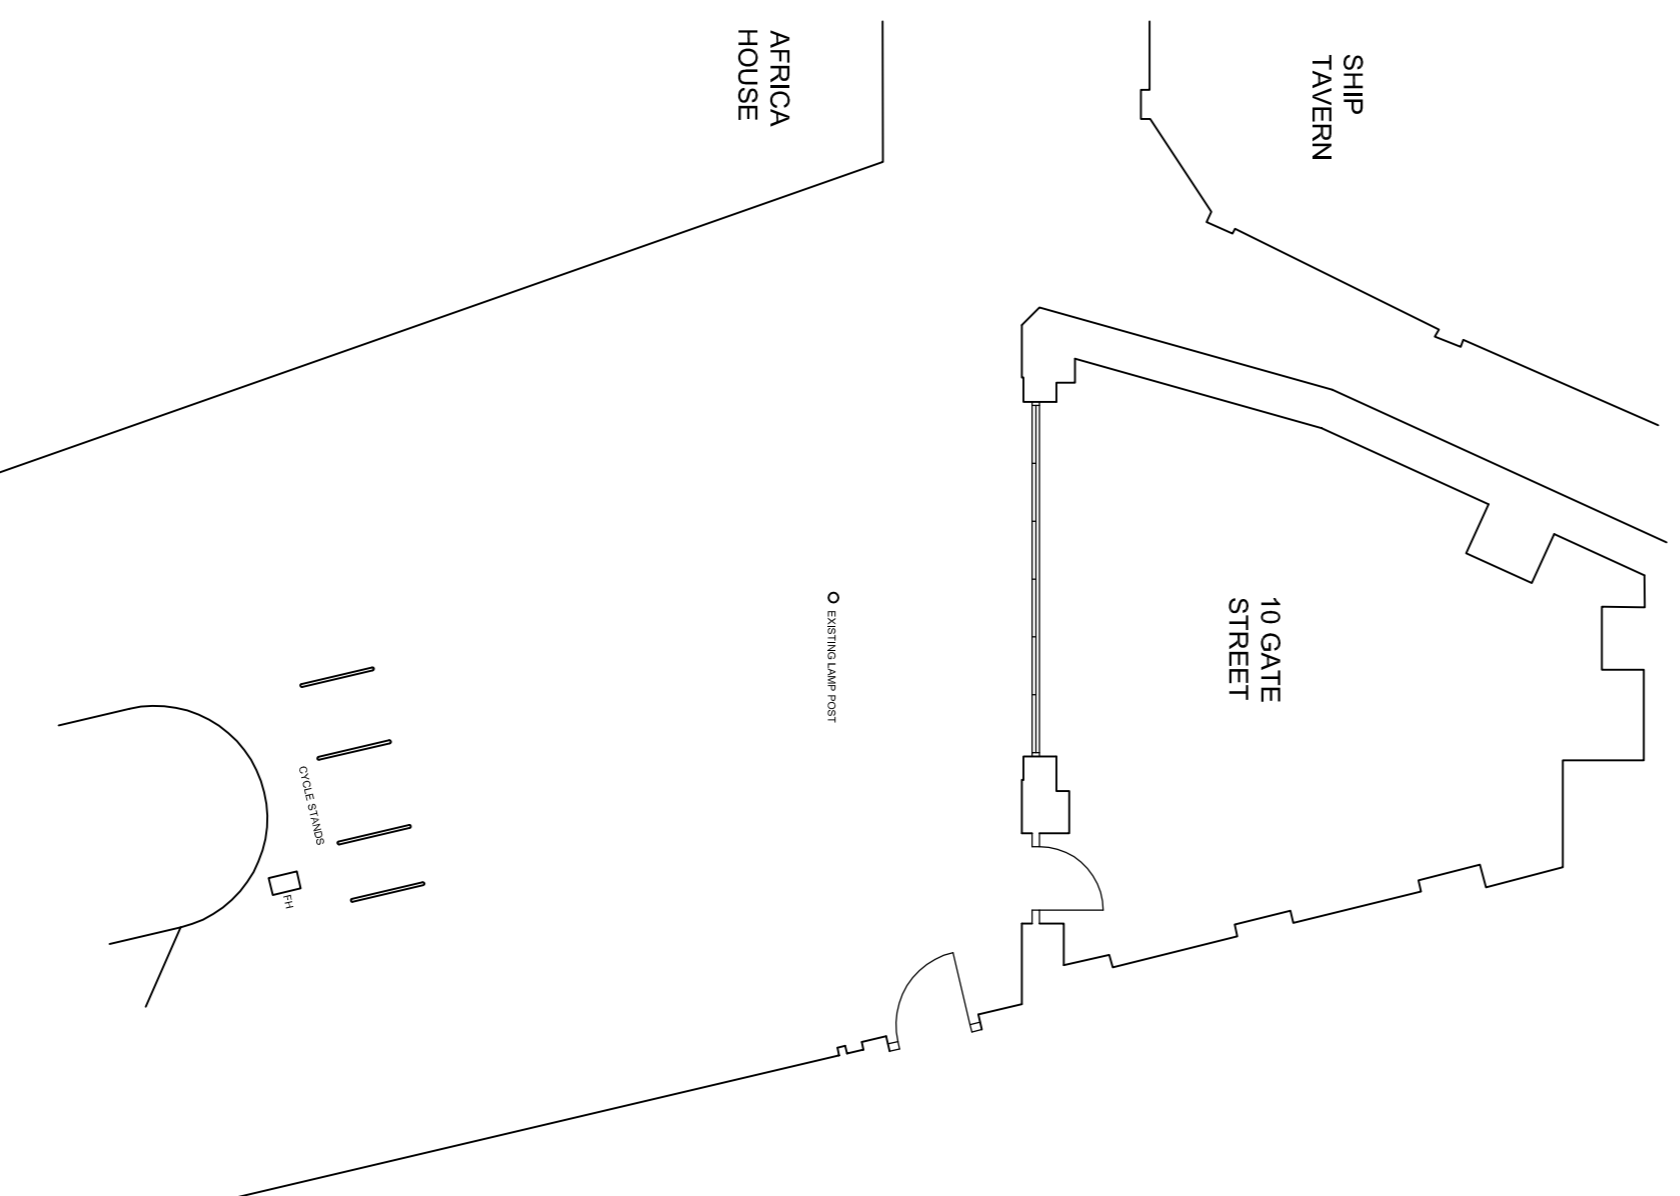 AFRICA
HOUSE
SHIP
TAVERN
10 GATE
STREET
EXISTING LAMP POST
CYCLE STANDS
FH